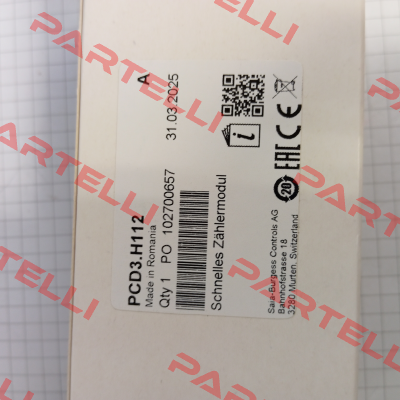 PCD3.H112
A
Made in Romania
31.03.2025
Qty 1 PO 102700657
Schnelles Zählermodul
EAC CE
20
Saia-Burgess Controls AG
Bahnhofstrasse 18
3280 Murten, Switzerland
PARTELLI
PARTELLI
PARTELLI
PARTELLI